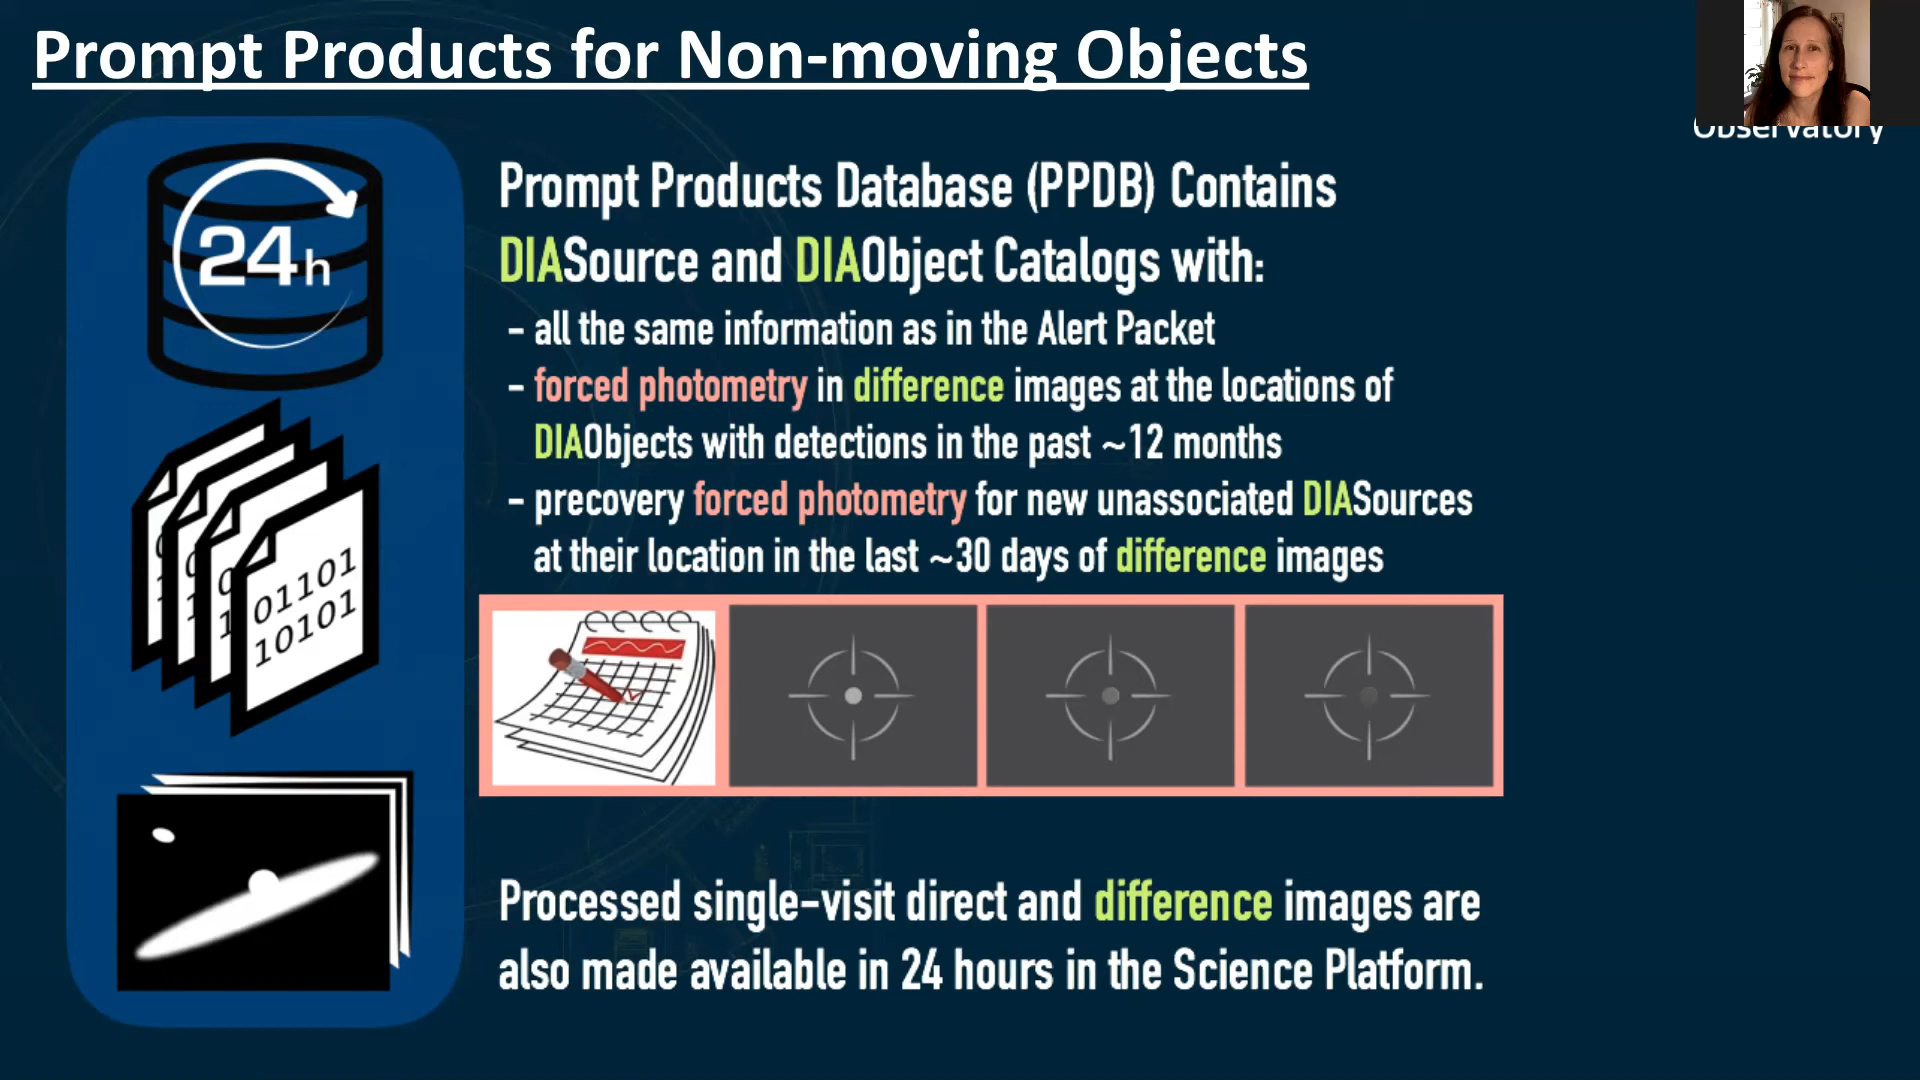 Prompt Products for Non-moving Objects
Observatory
24h
Prompt Products Database (PPDB) Contains
DIASource and DIAObject Catalogs with:
- all the same information as in the Alert Packet
- forced photometry in difference images at the locations of
DIAObjects with detections in the past ~12 months
- precovery forced photometry for new unassociated DIASources
at their location in the last ~30 days of difference images
01101
10101
Processed single-visit direct and difference images are
also made available in 24 hours in the Science Platform.